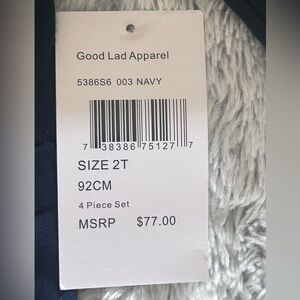 Good Lad Apparel
5386S6 003 NAVY
7 38386 75127 7
SIZE 2T
92CM
4 Piece Set
MSRP $77.00